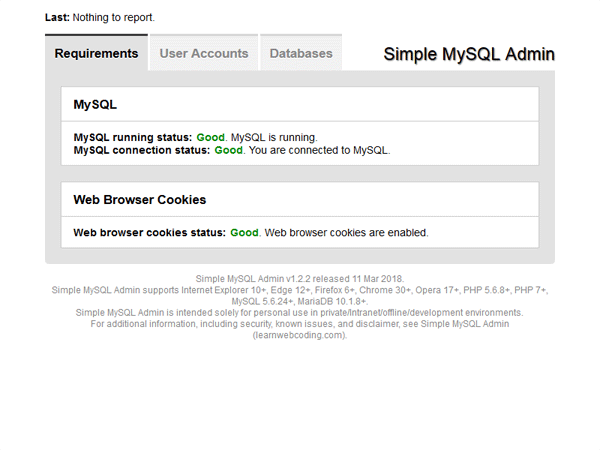 Last: Nothing to report.
Requirements User Accounts Databases Simple MySQL Admin
MySQL
MySQL running status: Good. MySQL is running.
MySQL connection status: Good. You are connected to MySQL.
Web Browser Cookies
Web browser cookies status: Good. Web browser cookies are enabled.
Simple MySQL Admin v1.2.2 released 11 Mar 2018.
Simple MySQL Admin supports Internet Explorer 10+, Edge 12+, Firefox 6+, Chrome 30+, Opera 17+, PHP 5.6.8+, PHP 7+,
MySQL 5.6.24+, MariaDB 10.1.8+.
Simple MySQL Admin is intended solely for personal use in private/intranet/offline/development environments.
For additional information, including security, known issues, and disclaimer, see Simple MySQL Admin
(learnwebcoding.com).